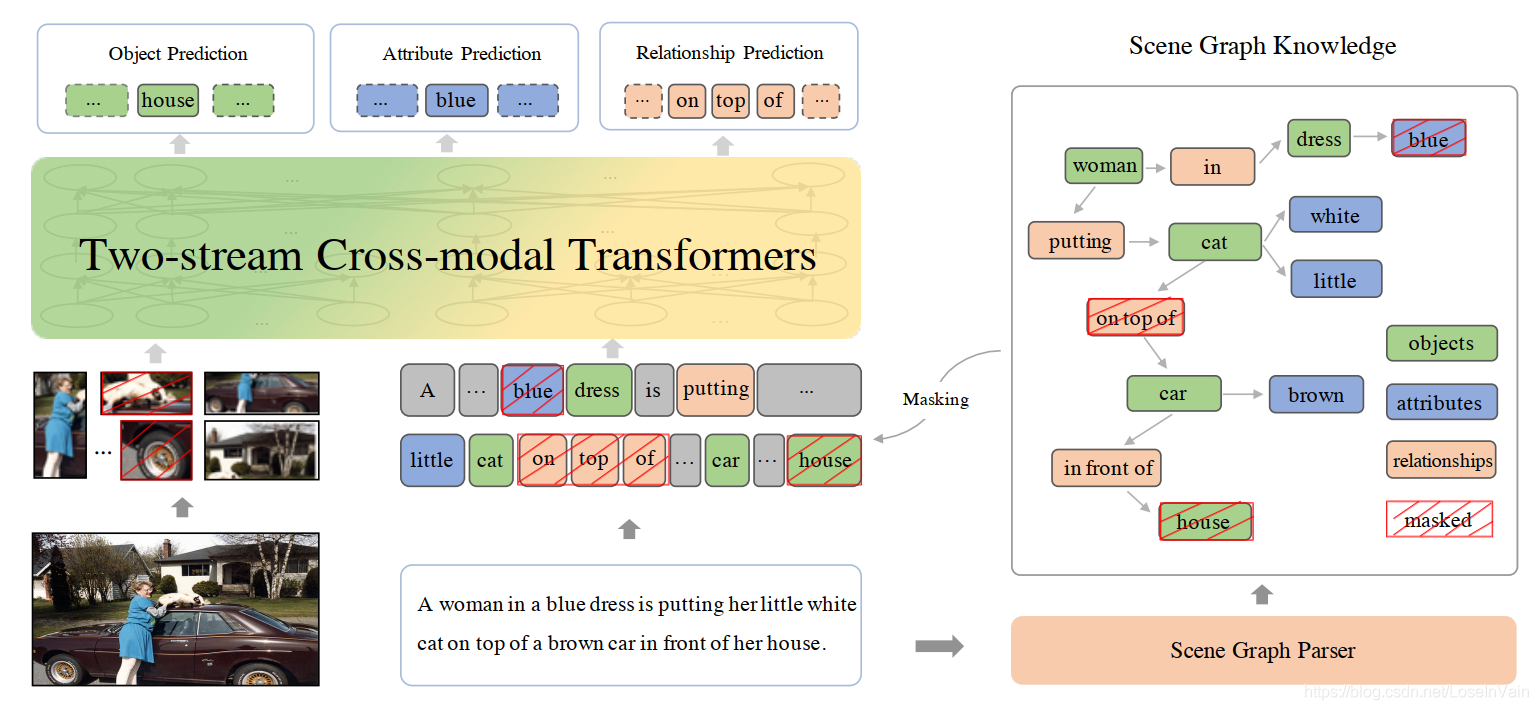 Object Prediction
... house ...
Attribute Prediction
... blue ...
Relationship Prediction
... on top of ...
Two-stream Cross-modal Transformers
...
A ... blue dress is putting ...
little cat on top of ... car ... house
A woman in a blue dress is putting her little white
cat on top of a brown car in front of her house.
Masking
Scene Graph Knowledge
woman in dress blue
putting cat white
little
on top of
car brown
in front of
house
objects
attributes
relationships
masked
Scene Graph Parser
https://blog.csdn.net/LoseInVain